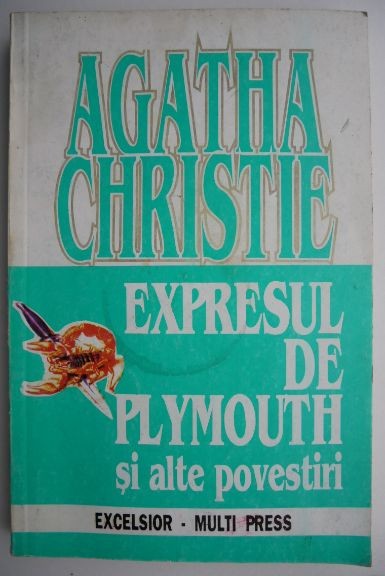 AGATHA
CHRISTIE
EXPRESUL
DE
PLYMOUTH
și alte povestiri
EXCELSIOR - MULTI PRESS